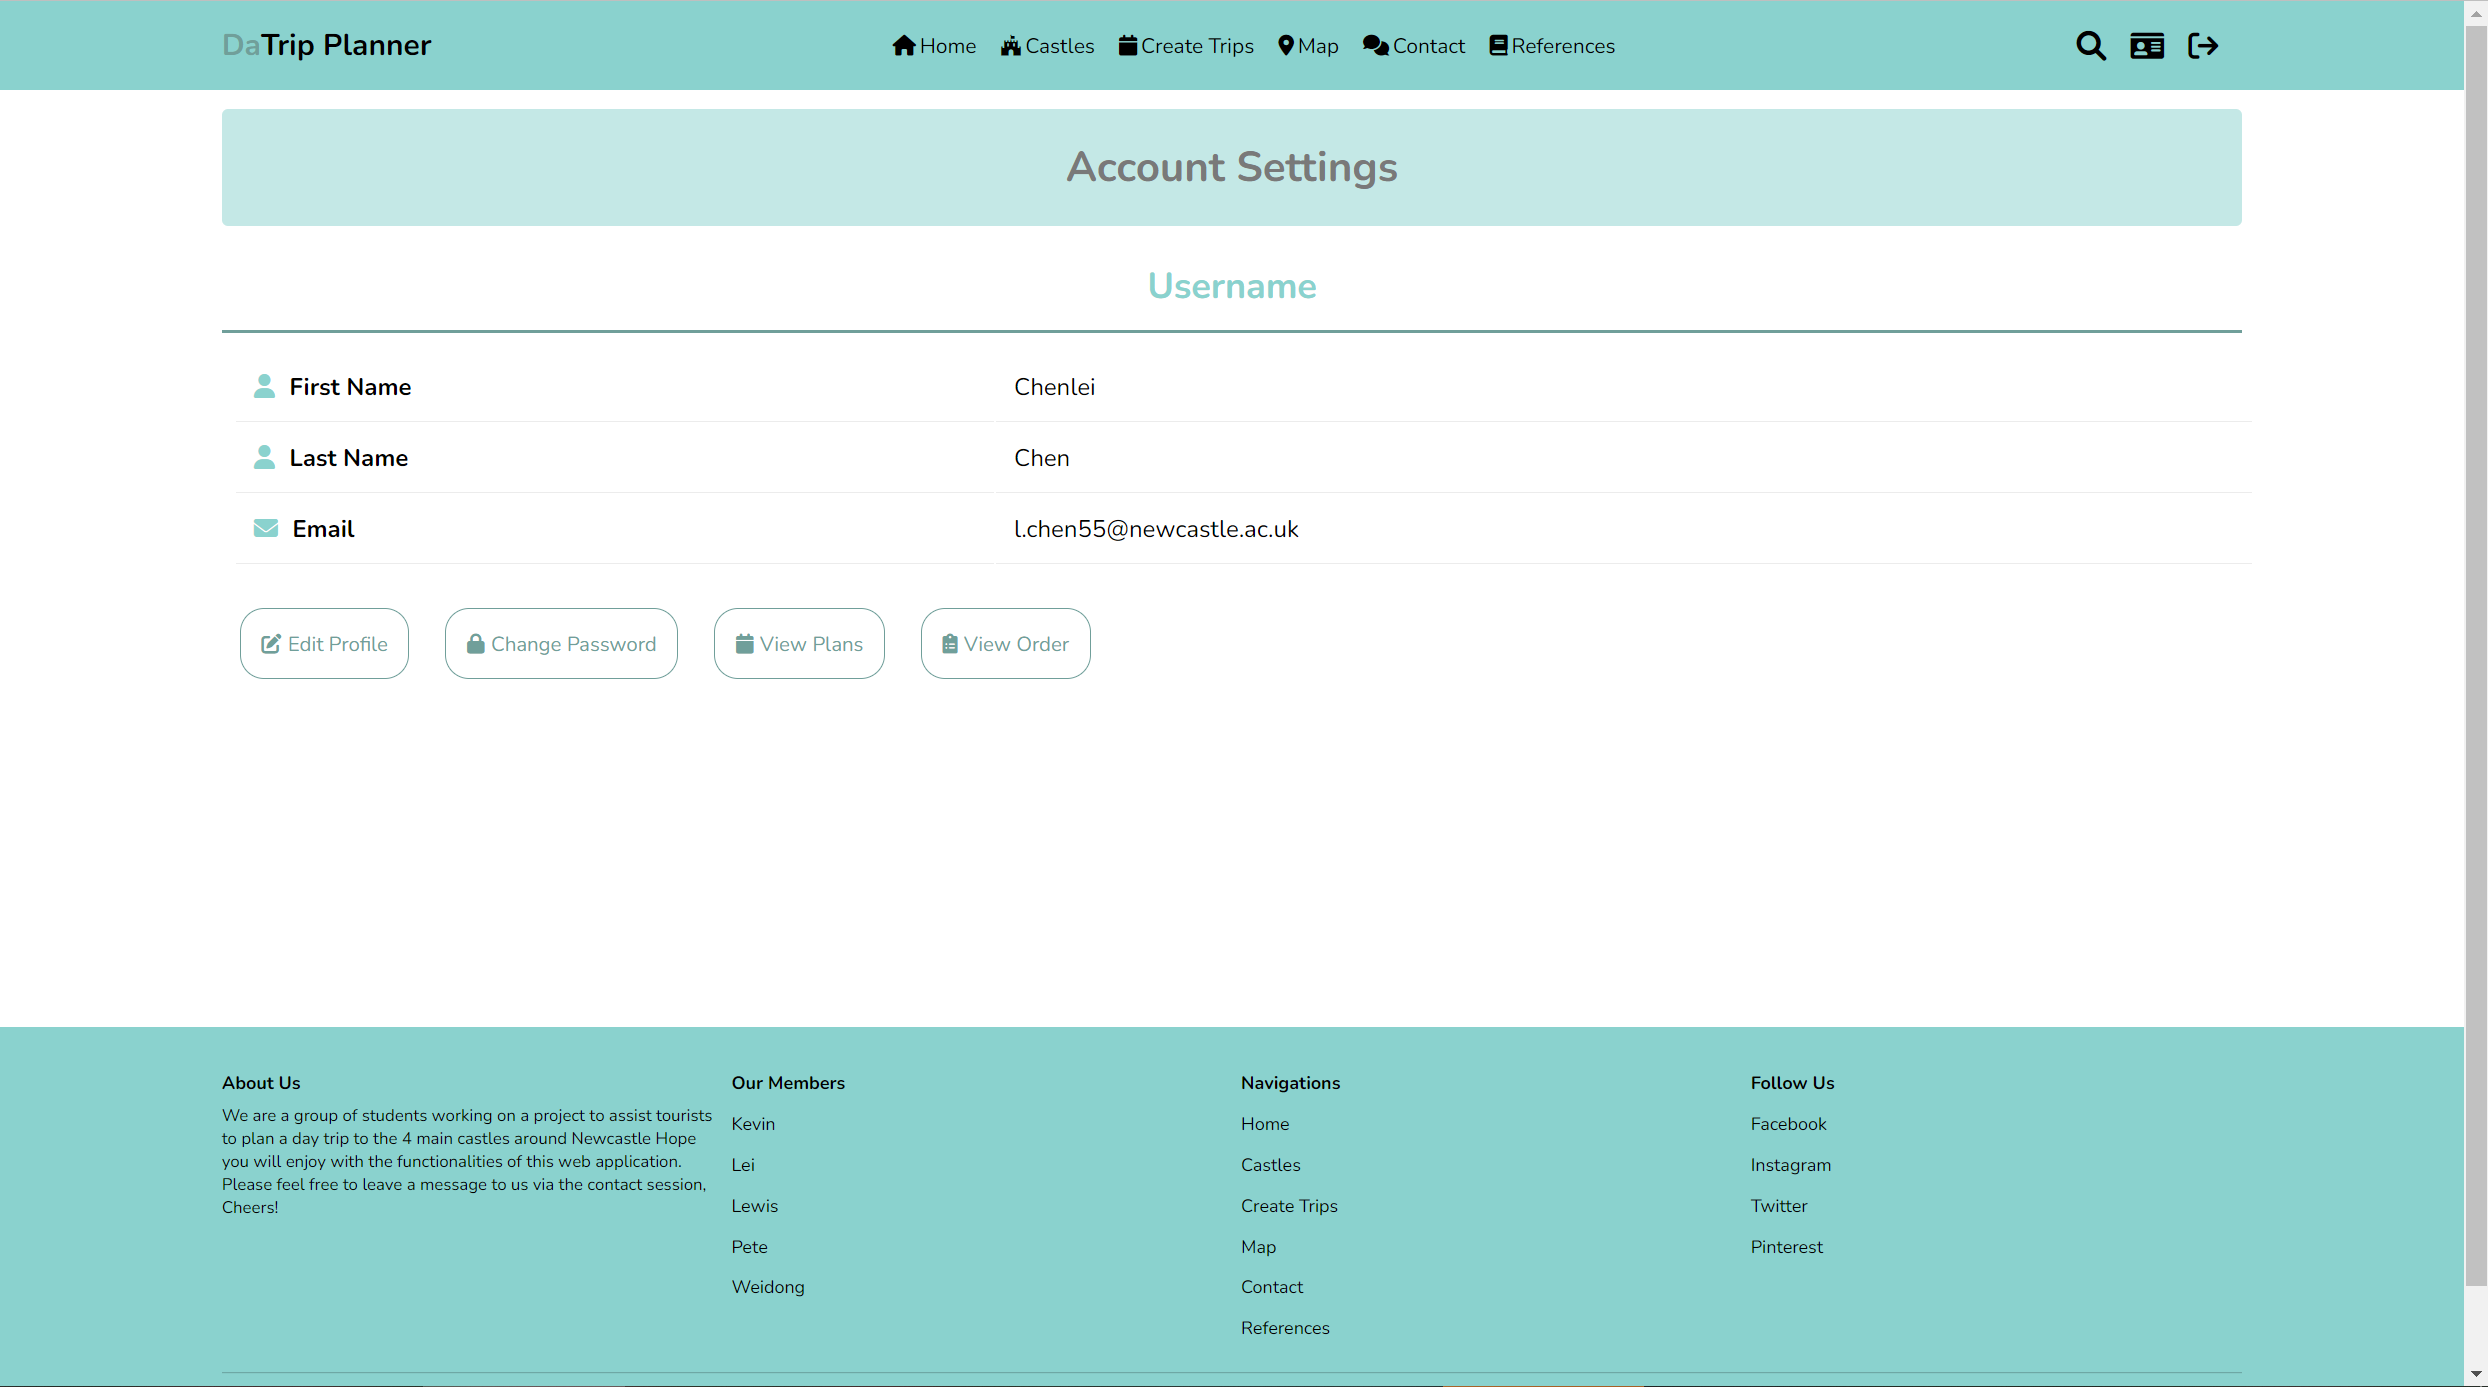 DaTrip Planner
Home Castles Create Trips Map Contact References
Account Settings
Username
First Name Chenlei
Last Name Chen
Email l.chen55@newcastle.ac.uk
Edit Profile Change Password View Plans View Order
About Us
We are a group of students working on a project to assist tourists
to plan a day trip to the 4 main castles around Newcastle Hope
you will enjoy with the functionalities of this web application.
Please feel free to leave a message to us via the contact session,
Cheers!
Our Members
Kevin
Lei
Lewis
Pete
Weidong
Navigations
Home
Castles
Create Trips
Map
Contact
References
Follow Us
Facebook
Instagram
Twitter
Pinterest